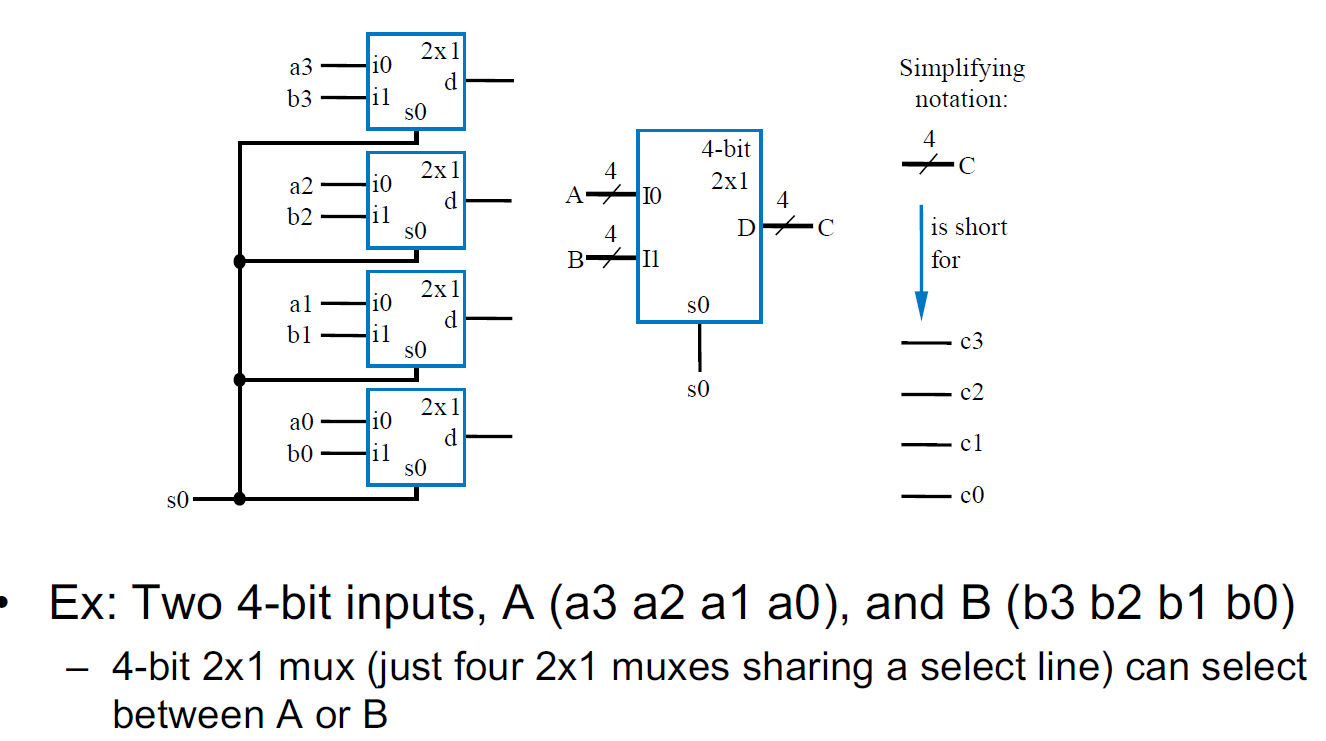 a3 i0 2x1
b3 i1 d
s0
a2 i0 2x1
b2 i1 d
s0
a1 i0 2x1
b1 i1 d
s0
a0 i0 2x1
b0 i1 d
s0
s0
4-bit
2x1
4
A I0
4
B I1
4
D C
s0
s0
Simplifying
notation:
4
C
is short
for
c3
c2
c1
c0
• Ex: Two 4-bit inputs, A (a3 a2 a1 a0), and B (b3 b2 b1 b0)
– 4-bit 2x1 mux (just four 2x1 muxes sharing a select line) can select
between A or B